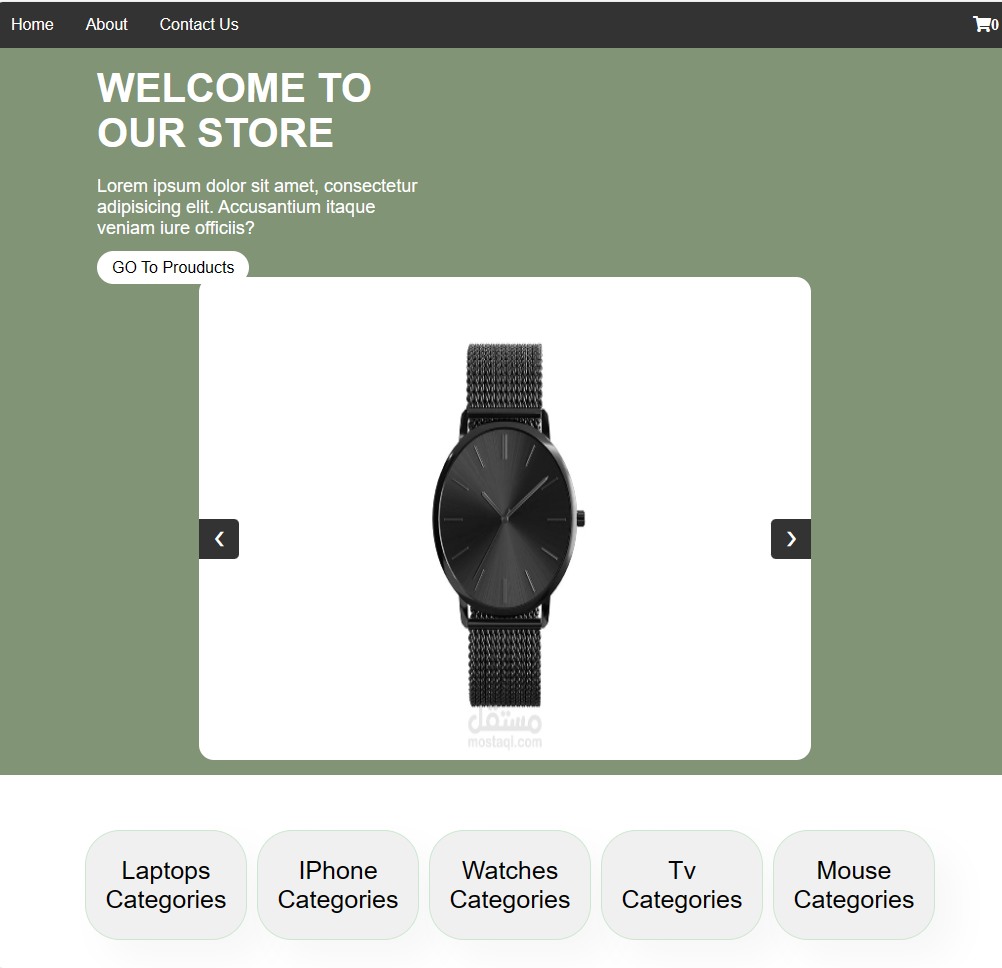 Home About Contact Us 0
WELCOME TO
OUR STORE
Lorem ipsum dolor sit amet, consectetur
adipisicing elit. Accusantium itaque
veniam iure officiis?
GO To Prouducts
❮ ❯
مستقل
mostaql.com
Laptops
Categories
IPhone
Categories
Watches
Categories
Tv
Categories
Mouse
Categories